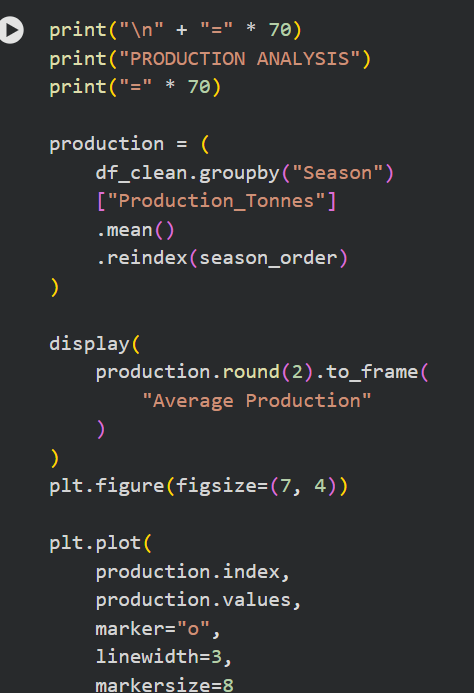 print("\n" + "=" * 70)
print("PRODUCTION ANALYSIS")
print("=" * 70)

production = (
    df_clean.groupby("Season")
    ["Production_Tonnes"]
    .mean()
    .reindex(season_order)
)

display(
    production.round(2).to_frame(
        "Average Production"
    )
)
plt.figure(figsize=(7, 4))

plt.plot(
    production.index,
    production.values,
    marker="o",
    linewidth=3,
    markersize=8